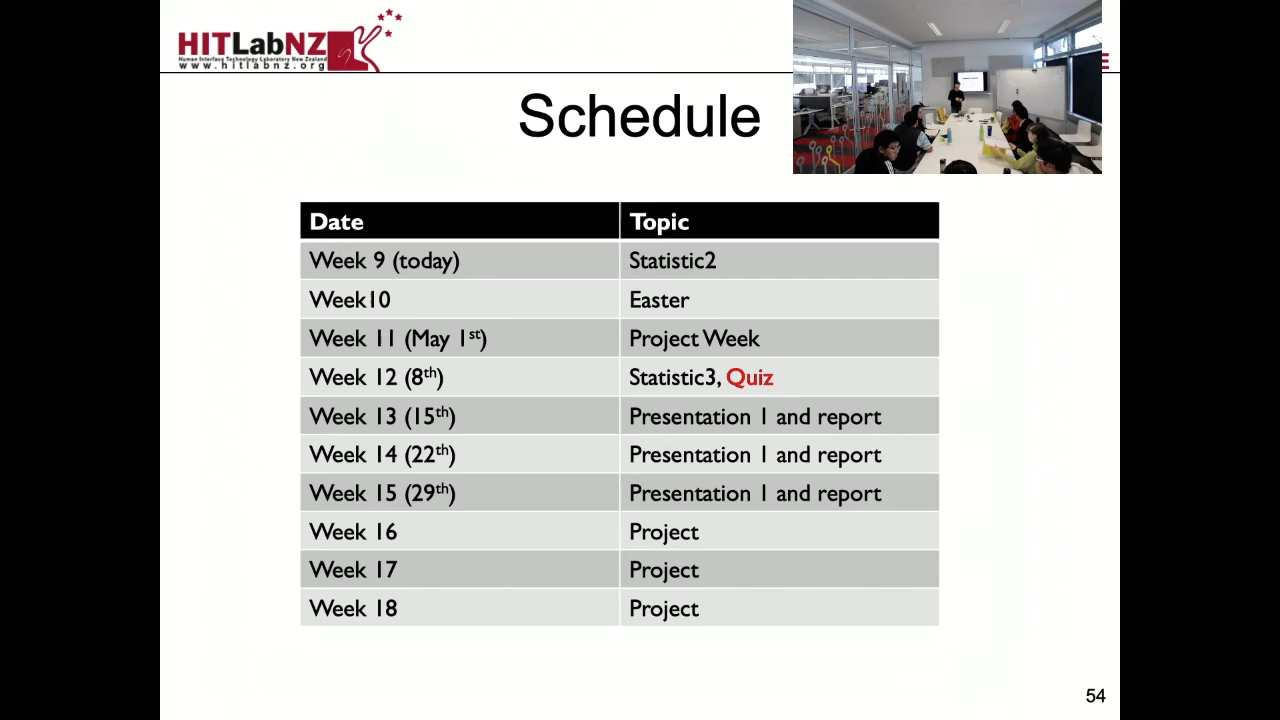 HITLabNZ
Human Interface Technology Laboratory New Zealand
www.hitlabnz.org
E
Schedule
Date Topic
Week 9 (today) Statistic2
Week10 Easter
Week 11 (May 1st) Project Week
Week 12 (8th) Statistic3, Quiz
Week 13 (15th) Presentation 1 and report
Week 14 (22th) Presentation 1 and report
Week 15 (29th) Presentation 1 and report
Week 16 Project
Week 17 Project
Week 18 Project
54